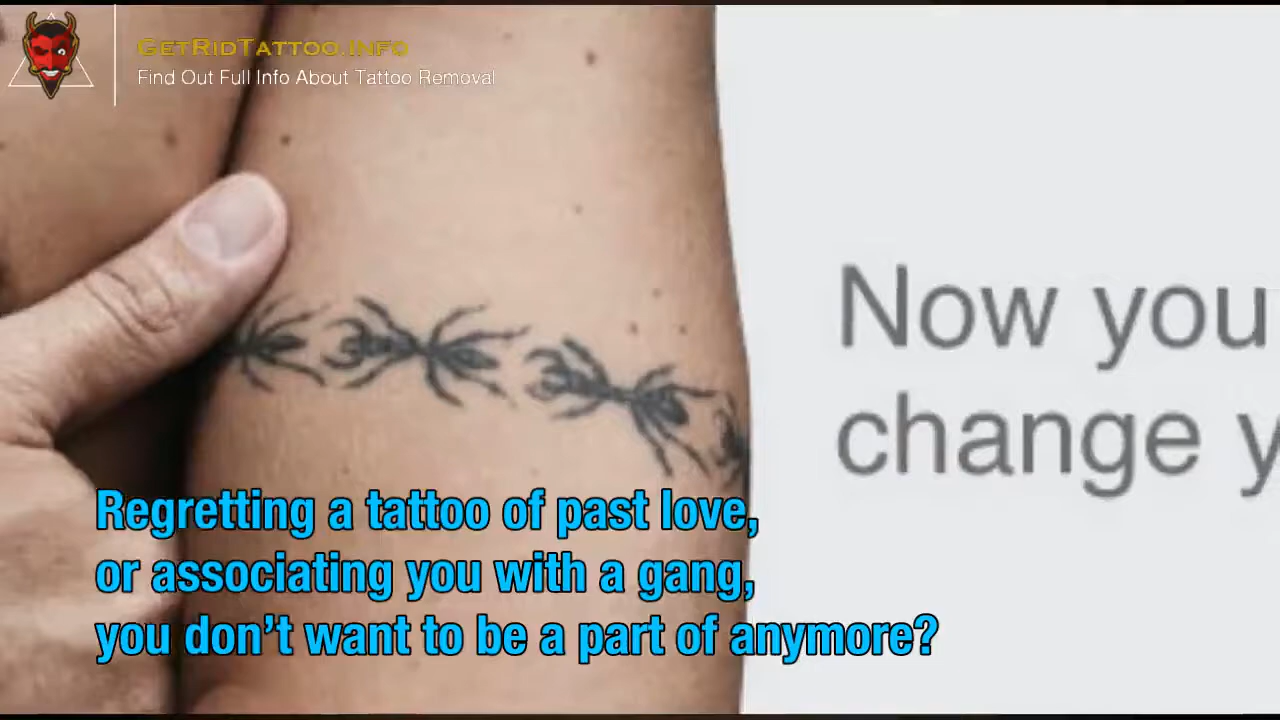 GetRidTattoo.info
Find Out Full Info About Tattoo Removal
Now you
change y
Regretting a tattoo of past love,
or associating you with a gang,
you don't want to be a part of anymore?